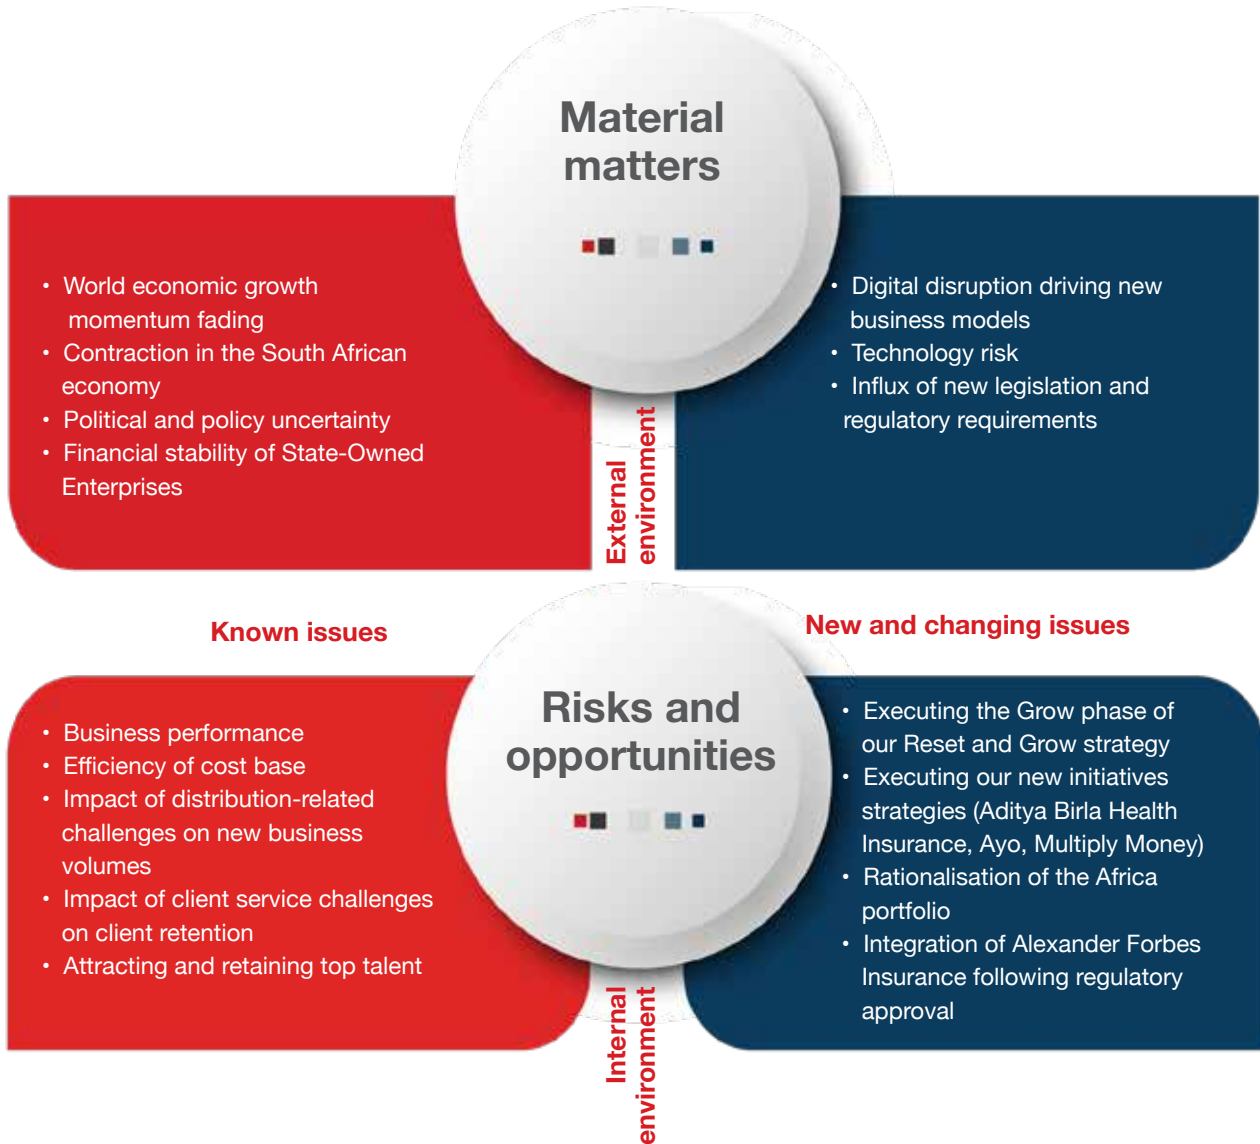 Material
matters
• World economic growth
momentum fading
• Contraction in the South African
economy
• Political and policy uncertainty
• Financial stability of State-Owned
Enterprises
• Digital disruption driving new
business models
• Technology risk
• Influx of new legislation and
regulatory requirements
External
environment
Known issues
New and changing issues
Risks and
opportunities
• Business performance
• Efficiency of cost base
• Impact of distribution-related
challenges on new business
volumes
• Impact of client service challenges
on client retention
• Attracting and retaining top talent
• Executing the Grow phase of
our Reset and Grow strategy
• Executing our new initiatives
strategies (Aditya Birla Health
Insurance, Ayo, Multiply Money)
• Rationalisation of the Africa
portfolio
• Integration of Alexander Forbes
Insurance following regulatory
approval
Internal
environment